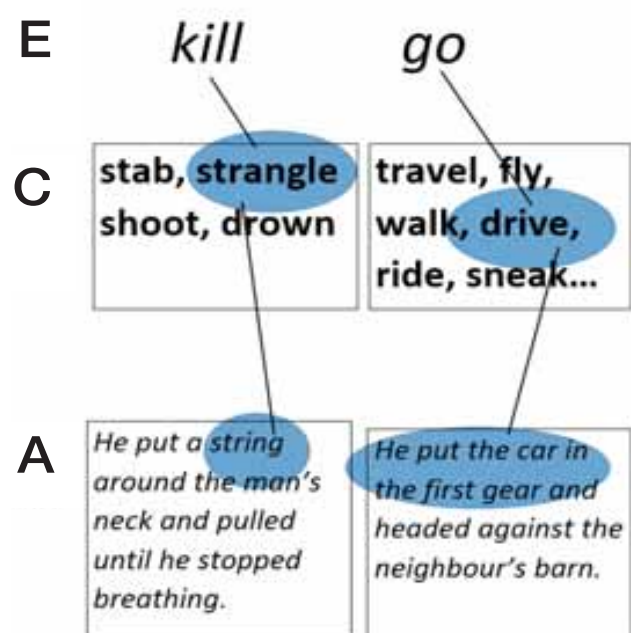 E
kill
go
C
stab, strangle
shoot, drown
travel, fly,
walk, drive,
ride, sneak...
A
He put a string
around the man's
neck and pulled
until he stopped
breathing.
He put the car in
the first gear and
headed against the
neighbour's barn.